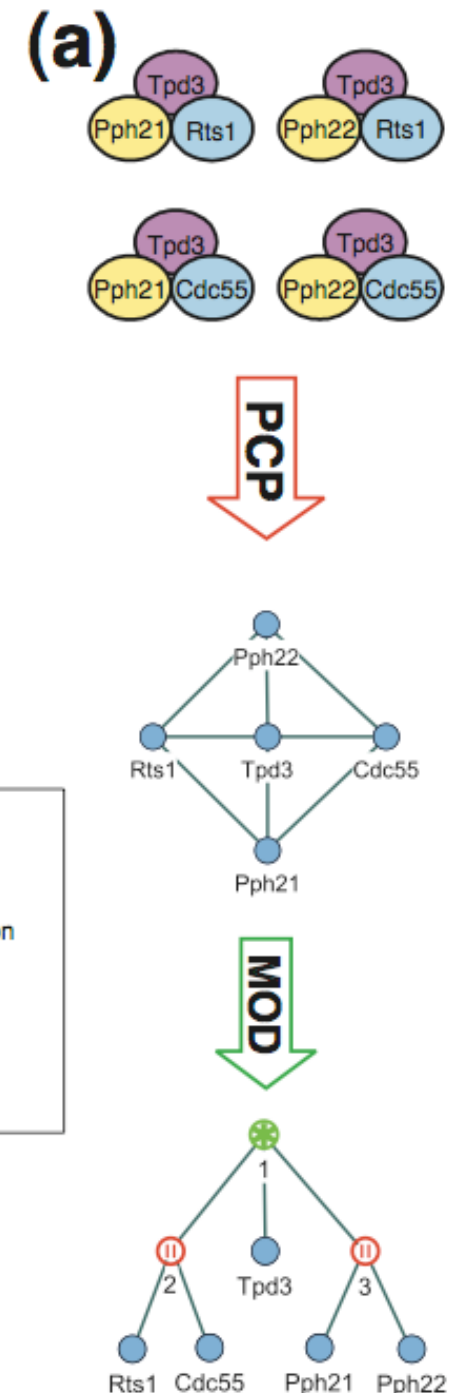 (a)
Tpd3 Tpd3
Pph21 Rts1 Pph22 Rts1
Tpd3 Tpd3
Pph21 Cdc55 Pph22 Cdc55
PCP
Pph22
Rts1 Tpd3 Cdc55
Pph21
n
MOD
1
2 Tpd3 3
Rts1 Cdc55 Pph21 Pph22